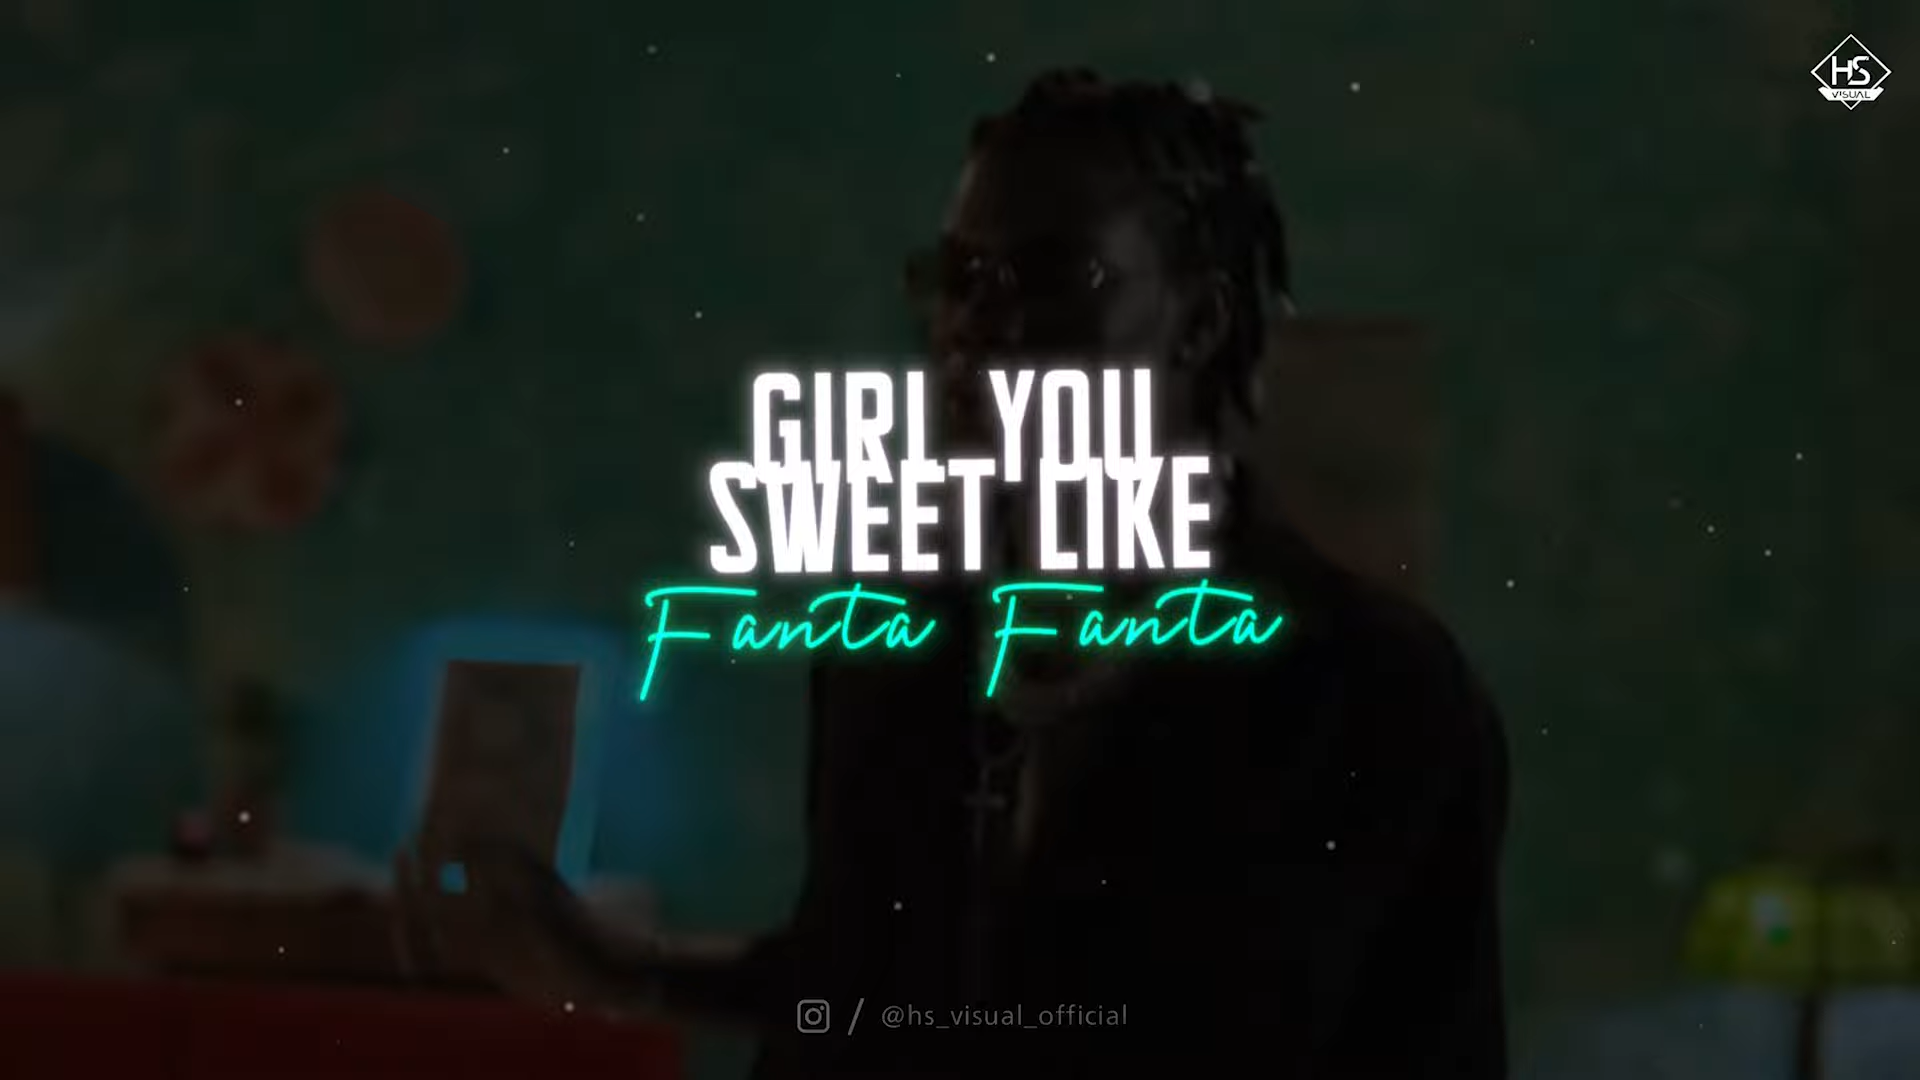 HS
VISUAL
GIRL YOU
SWEET LIKE
Fanta Fanta
/ @hs_visual_official